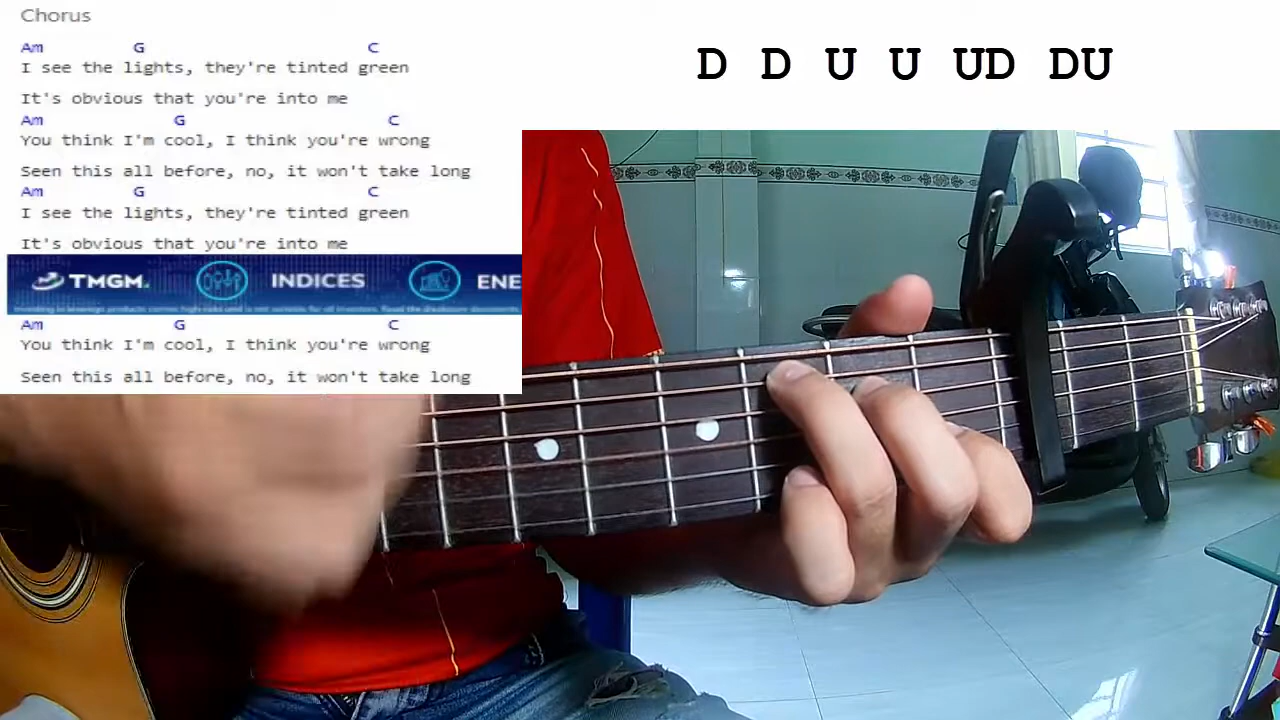 Chorus
Am G C
I see the lights, they're tinted green
It's obvious that you're into me
Am G C
You think I'm cool, I think you're wrong
Seen this all before, no, it won't take long
Am G C
I see the lights, they're tinted green
It's obvious that you're into me
TMGM. INDICES ENE
Am G C
You think I'm cool, I think you're wrong
Seen this all before, no, it won't take long
D D U U UD DU